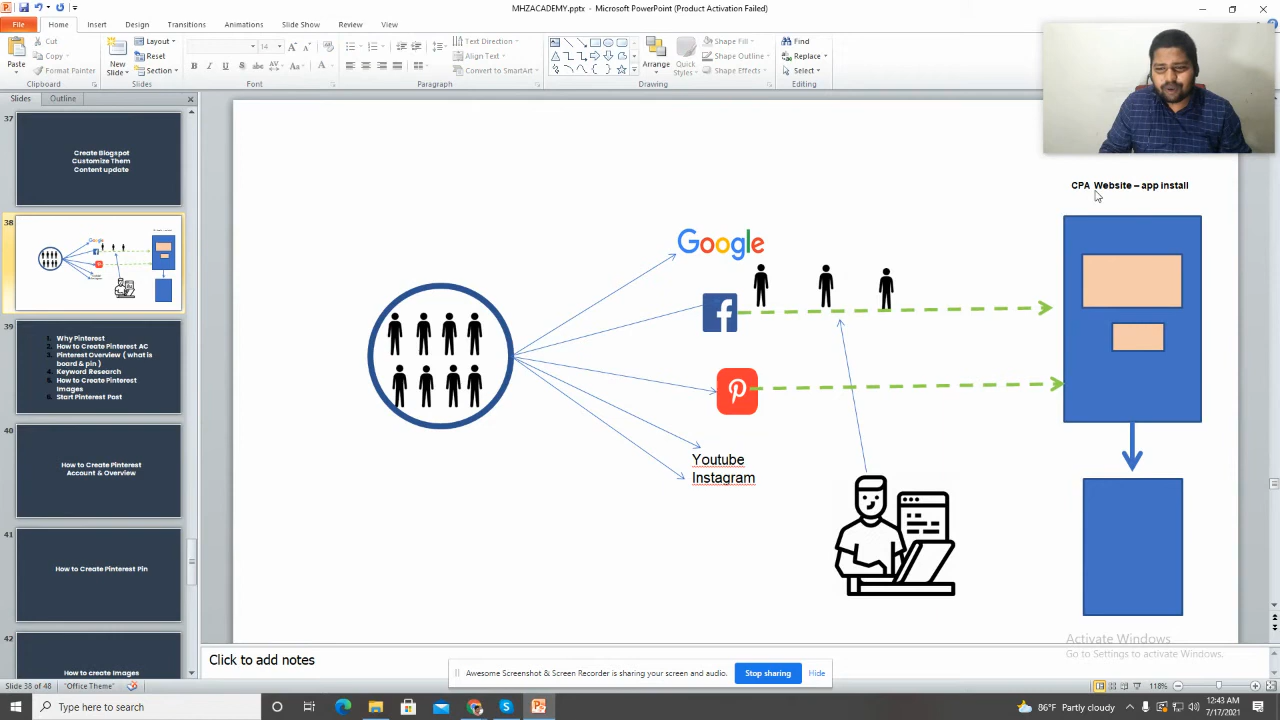 MHZACADEMY.pptx - Microsoft PowerPoint (Product Activation Failed)
File Home Insert Design Transitions Animations Slide Show Review View
Paste
Cut
Copy
Format Painter
Clipboard
New
Slide
Layout
Reset
Section
Slides
14
Font
Paragraph
Text Direction
Align Text
Convert to SmartArt
Arrange
Quick
Styles
Shape Fill
Shape Outline
Shape Effects
Drawing
Find
Replace
Select
Editing
Slides Outline
37
Create Blogspot
Customize Them
Content update
38
39
1. Why Pinterest
2. How to Create Pinterest AC
3. Pinterest Overview ( what is
board & pin )
4. Keyword Research
5. How to Create Pinterest
Images
6. Start Pinterest Post
40
How to Create Pinterest
Account & Overview
41
How to Create Pinterest Pin
42
How to create Images
CPA Website – app install
Google
Youtube
Instagram
Activate Windows
Go to Settings to activate Windows.
Click to add notes
Awesome Screenshot & Screen Recorder is sharing your screen and audio.
Stop sharing
Hide
Slide 38 of 48
"Office Theme"
118%
Type here to search
86°F Partly cloudy
12:43 AM
7/17/2021